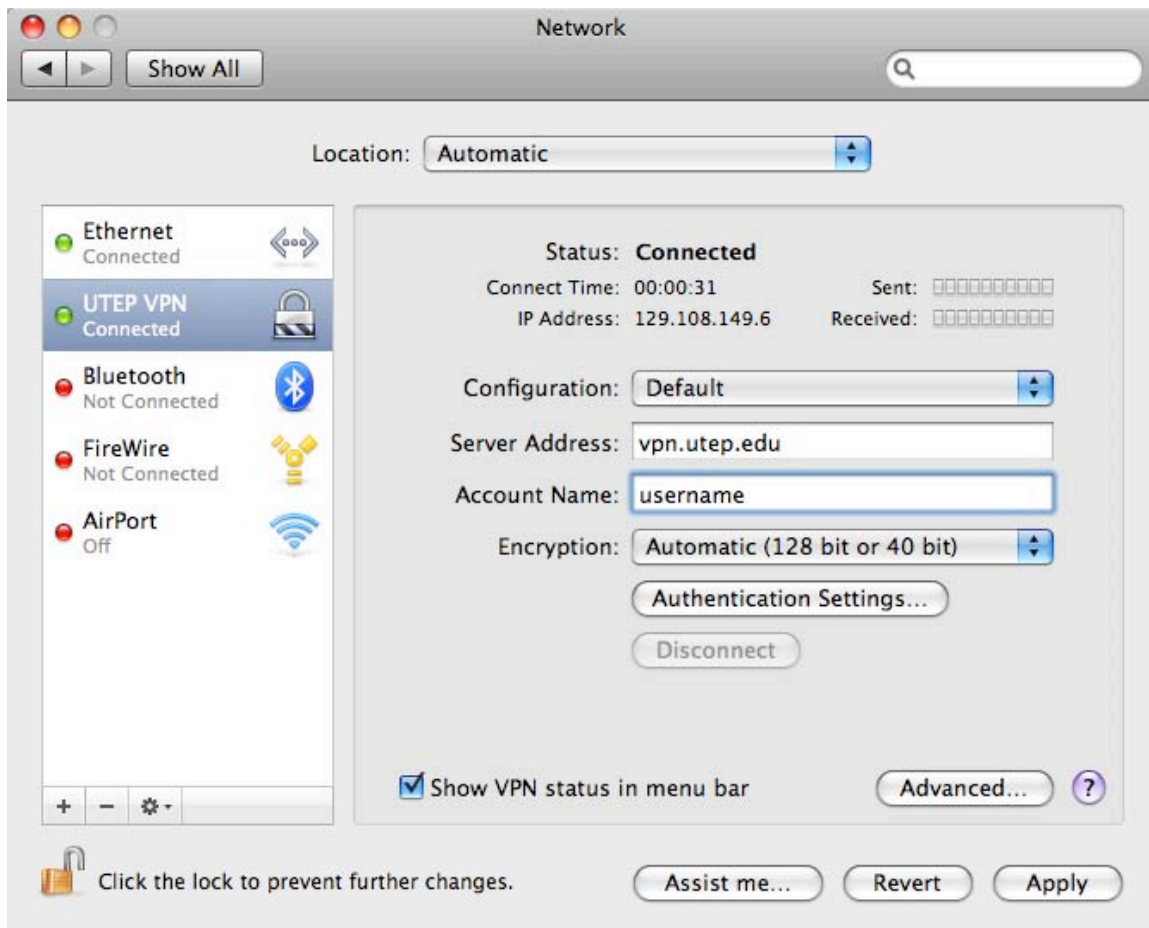 Network
Show All
Location: Automatic
Ethernet
Connected
UTEP VPN
Connected
Bluetooth
Not Connected
FireWire
Not Connected
AirPort
Off
Status: Connected
Connect Time: 00:00:31 Sent:
IP Address: 129.108.149.6 Received:
Configuration: Default
Server Address: vpn.utep.edu
Account Name: username
Encryption: Automatic (128 bit or 40 bit)
Authentication Settings...
Disconnect
Show VPN status in menu bar Advanced... ?
Click the lock to prevent further changes. Assist me... Revert Apply